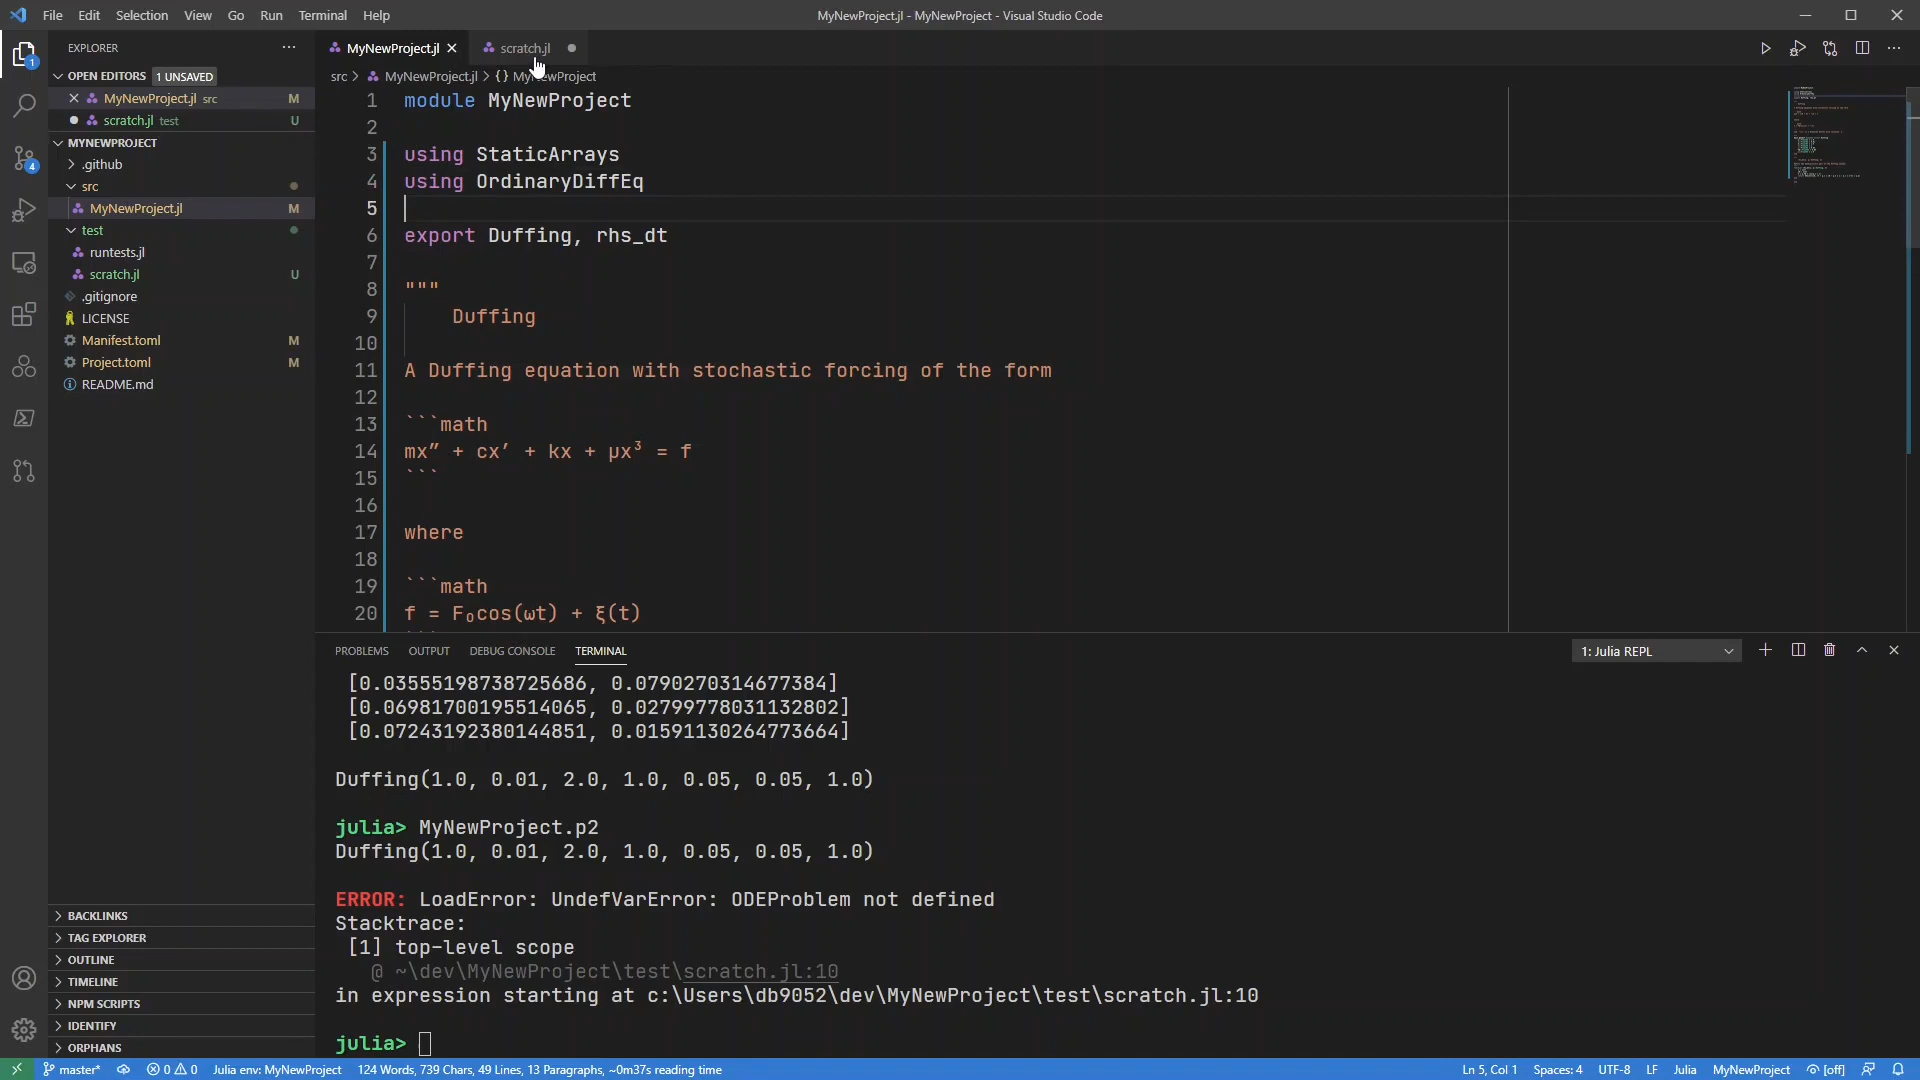 File Edit Selection View Go Run Terminal Help
MyNewProject.jl - MyNewProject - Visual Studio Code
EXPLORER
OPEN EDITORS 1 UNSAVED
MyNewProject.jl src M
scratch.jl test U
MYNEWPROJECT
.github
src
MyNewProject.jl M
test
runtests.jl
scratch.jl U
.gitignore
LICENSE
Manifest.toml M
Project.toml M
README.md
BACKLINKS
TAG EXPLORER
OUTLINE
TIMELINE
NPM SCRIPTS
IDENTIFY
ORPHANS
1
4
MyNewProject.jl scratch.jl
src > MyNewProject.jl > {} MyNewProject
1 module MyNewProject
2
3 using StaticArrays
4 using OrdinaryDiffEq
5
6 export Duffing, rhs_dt
7
8 """
9 Duffing
10
11 A Duffing equation with stochastic forcing of the form
12
13 ```math
14 mx″ + cx′ + kx + μx³ = f
15 ```
16
17 where
18
19 ```math
20 f = F₀cos(ωt) + ξ(t)
PROBLEMS OUTPUT DEBUG CONSOLE TERMINAL
1: Julia REPL
[0.03555198738725686, 0.0790270314677384]
[0.06981700195514065, 0.02799778031132802]
[0.07243192380144851, 0.01591130264773664]
Duffing(1.0, 0.01, 2.0, 1.0, 0.05, 0.05, 1.0)
julia> MyNewProject.p2
Duffing(1.0, 0.01, 2.0, 1.0, 0.05, 0.05, 1.0)
ERROR: LoadError: UndefVarError: ODEProblem not defined
Stacktrace:
[1] top-level scope
@ ~\dev\MyNewProject\test\scratch.jl:10
in expression starting at c:\Users\db9052\dev\MyNewProject\test\scratch.jl:10
julia>
master* 0 0 Julia env: MyNewProject 124 Words, 739 Chars, 49 Lines, 13 Paragraphs, ~0m37s reading time Ln 5, Col 1 Spaces: 4 UTF-8 LF Julia MyNewProject [off]